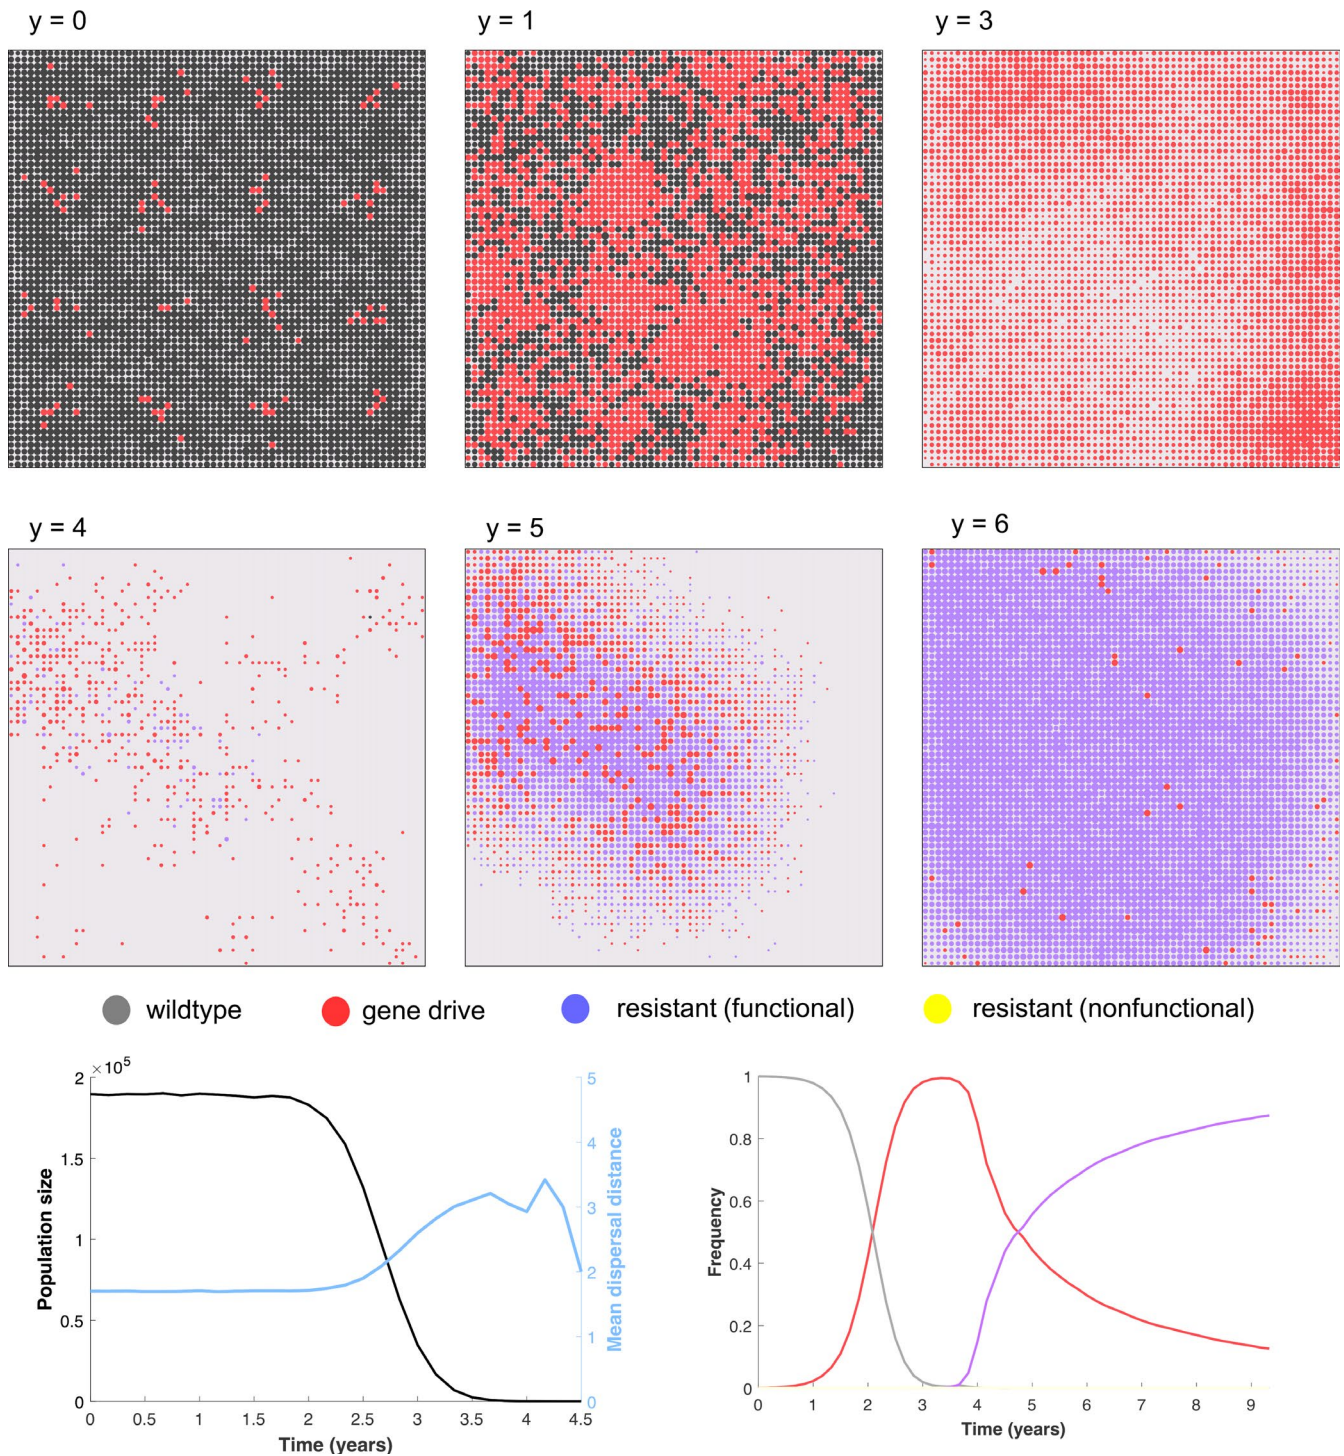 y = 0
y = 1
y = 3
y = 4
y = 5
y = 6
wildtype
gene drive
resistant (functional)
resistant (nonfunctional)
×10⁵
2
1.5
1
0.5
0
Population size
5
4
3
2
1
0
Mean dispersal distance
0 0.5 1 1.5 2 2.5 3 3.5 4 4.5
Time (years)
1
0.8
0.6
0.4
0.2
0
Frequency
0 1 2 3 4 5 6 7 8 9
Time (years)